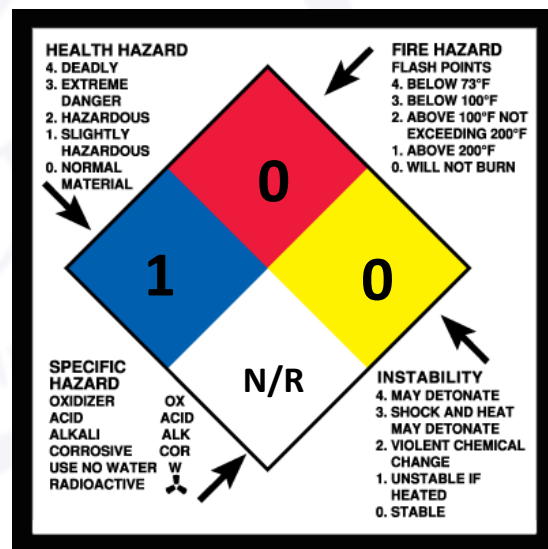 HEALTH HAZARD
4. DEADLY
3. EXTREME
DANGER
2. HAZARDOUS
1. SLIGHTLY
HAZARDOUS
0. NORMAL
MATERIAL
FIRE HAZARD
FLASH POINTS
4. BELOW 73°F
3. BELOW 100°F
2. ABOVE 100°F NOT
EXCEEDING 200°F
1. ABOVE 200°F
0. WILL NOT BURN
0
1
0
N/R
SPECIFIC
HAZARD
OXIDIZER OX
ACID ACID
ALKALI ALK
CORROSIVE COR
USE NO WATER W
RADIOACTIVE
INSTABILITY
4. MAY DETONATE
3. SHOCK AND HEAT
MAY DETONATE
2. VIOLENT CHEMICAL
CHANGE
1. UNSTABLE IF
HEATED
0. STABLE